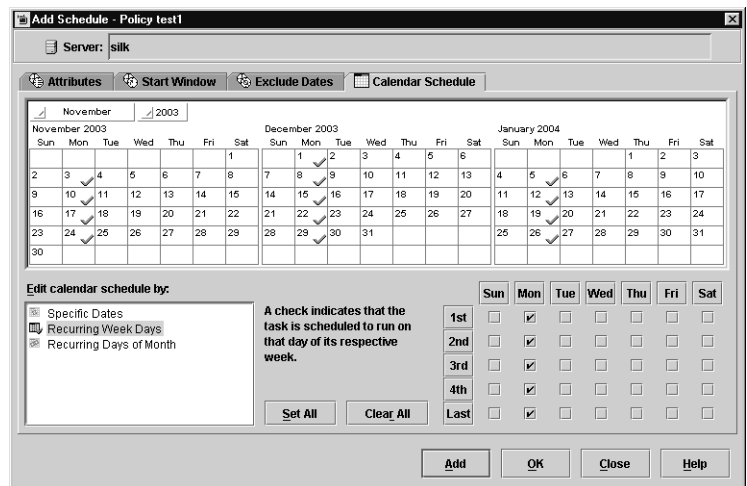 Add Schedule - Policy test1
Server: silk
Attributes Start Window Exclude Dates Calendar Schedule
November 2003
November 2003 December 2003 January 2004
Sun Mon Tue Wed Thu Fri Sat Sun Mon Tue Wed Thu Fri Sat Sun Mon Tue Wed Thu Fri Sat
1 1 2 3 4 5 6 1 2 3
2 3 4 5 6 7 8 7 8 9 10 11 12 13 4 5 6 7 8 9 10
9 10 11 12 13 14 15 14 15 16 17 18 19 20 11 12 13 14 15 16 17
16 17 18 19 20 21 22 21 22 23 24 25 26 27 18 19 20 21 22 23 24
23 24 25 26 27 28 29 28 29 30 31 25 26 27 28 29 30 31
30
Edit calendar schedule by:
Specific Dates
Recurring Week Days
Recurring Days of Month
A check indicates that the
task is scheduled to run on
that day of its respective
week.
Set All Clear All
Sun Mon Tue Wed Thu Fri Sat
1st
2nd
3rd
4th
Last
Add OK Close Help